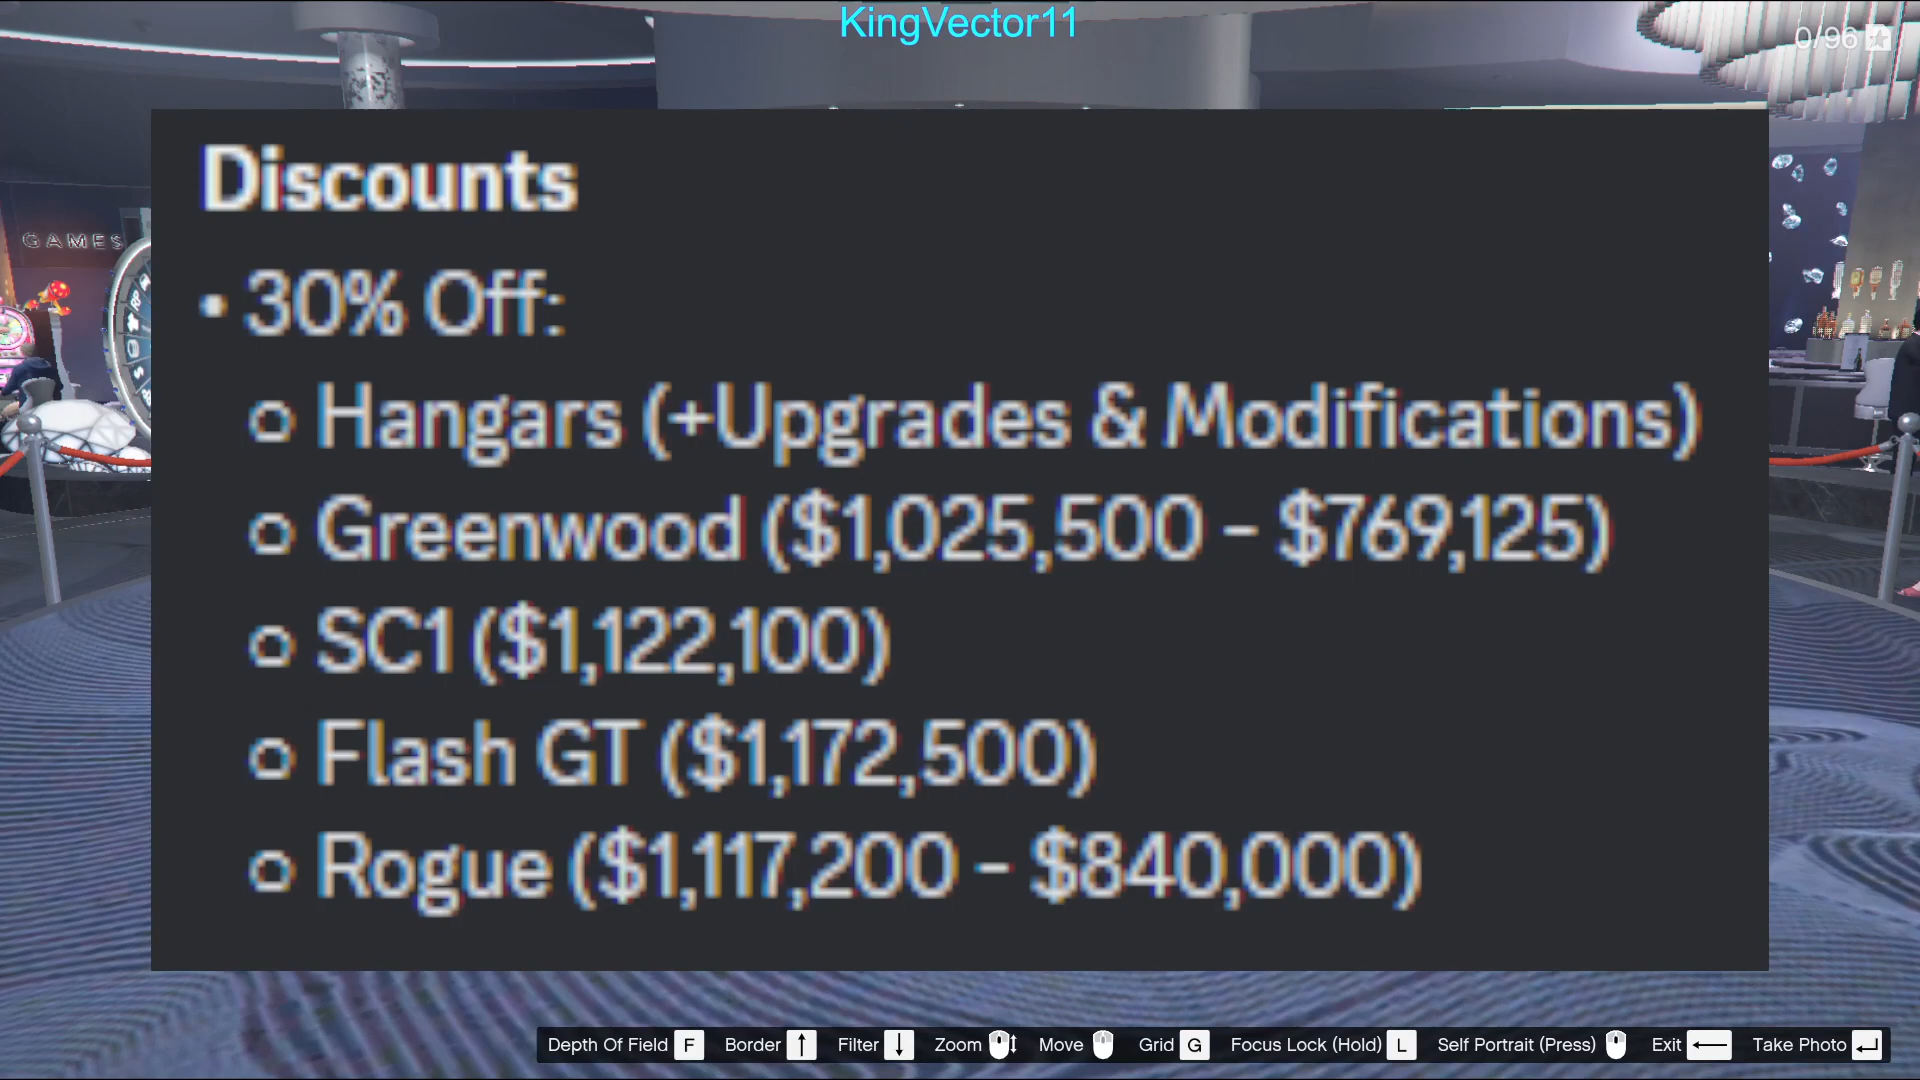 KingVector11
0/96
GAMES
Discounts
• 30% Off:
○ Hangars (+Upgrades & Modifications)
○ Greenwood ($1,025,500 – $769,125)
○ SC1 ($1,122,100)
○ Flash GT ($1,172,500)
○ Rogue ($1,117,200 – $840,000)
Depth Of Field F Border ↑ Filter ↓ Zoom Move Grid G Focus Lock (Hold) L Self Portrait (Press) Exit ← Take Photo ↵